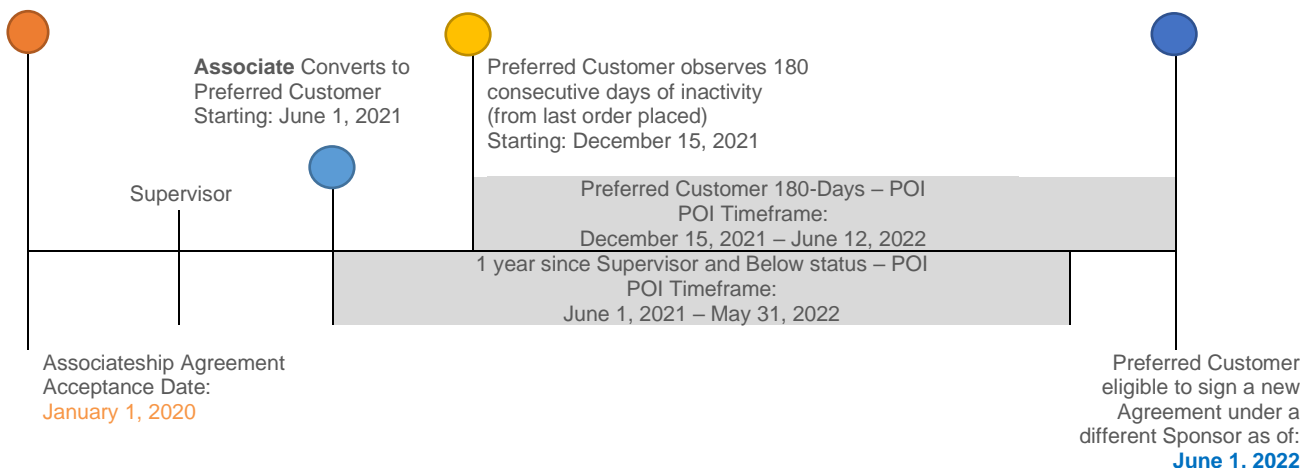 Associate Converts to
Preferred Customer
Starting: June 1, 2021
Preferred Customer observes 180
consecutive days of inactivity
(from last order placed)
Starting: December 15, 2021
Supervisor
Preferred Customer 180-Days – POI
POI Timeframe:
December 15, 2021 – June 12, 2022
1 year since Supervisor and Below status – POI
POI Timeframe:
June 1, 2021 – May 31, 2022
Associateship Agreement
Acceptance Date:
January 1, 2020
Preferred Customer
eligible to sign a new
Agreement under a
different Sponsor as of:
June 1, 2022